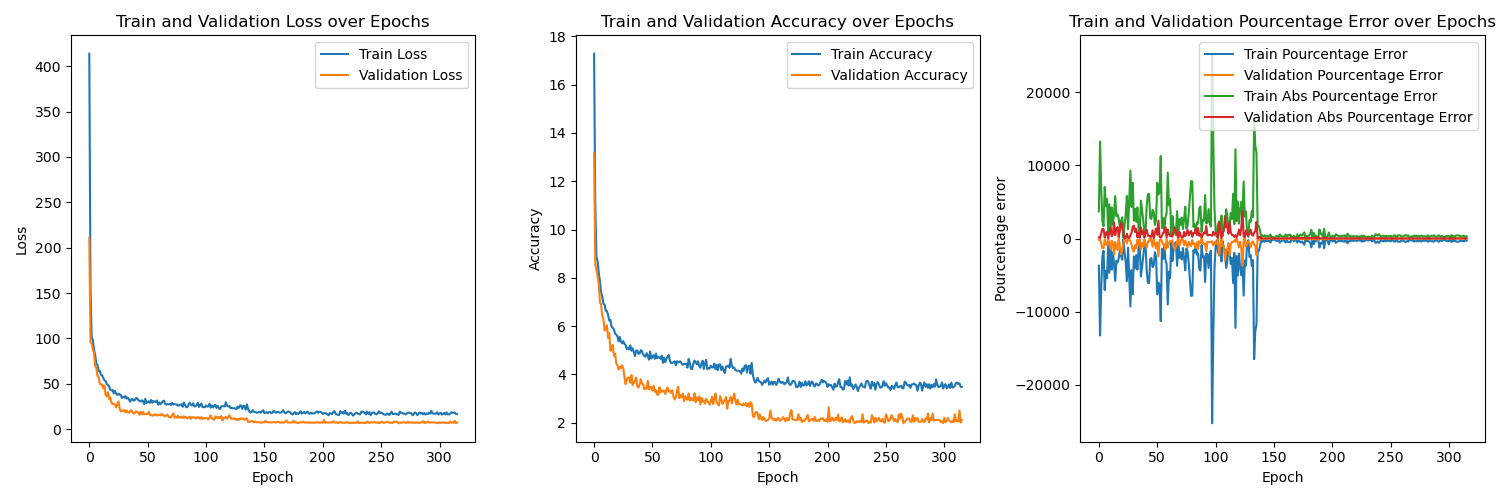 Train and Validation Loss over Epochs
Train Loss
Validation Loss
400
350
300
250
200
150
100
50
0
Loss
0 50 100 150 200 250 300
Epoch
Train and Validation Accuracy over Epochs
Train Accuracy
Validation Accuracy
18
16
14
12
10
8
6
4
2
Accuracy
0 50 100 150 200 250 300
Epoch
Train and Validation Pourcentage Error over Epochs
Train Pourcentage Error
Validation Pourcentage Error
Train Abs Pourcentage Error
Validation Abs Pourcentage Error
20000
10000
0
−10000
−20000
Pourcentage error
0 50 100 150 200 250 300
Epoch